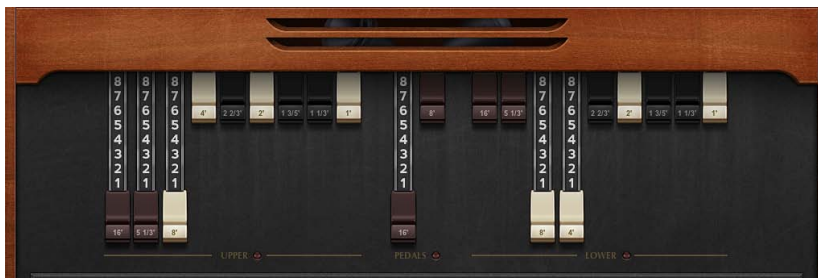 8 8 8 8 8 8
7 7 7 7 7 7
6 6 6 6 6 6
5 5 5 5 5 5
4 4 4 4 4 4
3 3 3 3 3 3
2 2 2 2 2 2
1 1 1 1 1 1
4' 2 2/3' 2' 1 3/5' 1 1/3' 1' 8' 16' 5 1/3' 2 2/3' 2' 1 3/5' 1 1/3' 1'
16' 5 1/3' 8' 16' 8' 4'
UPPER PEDALS LOWER